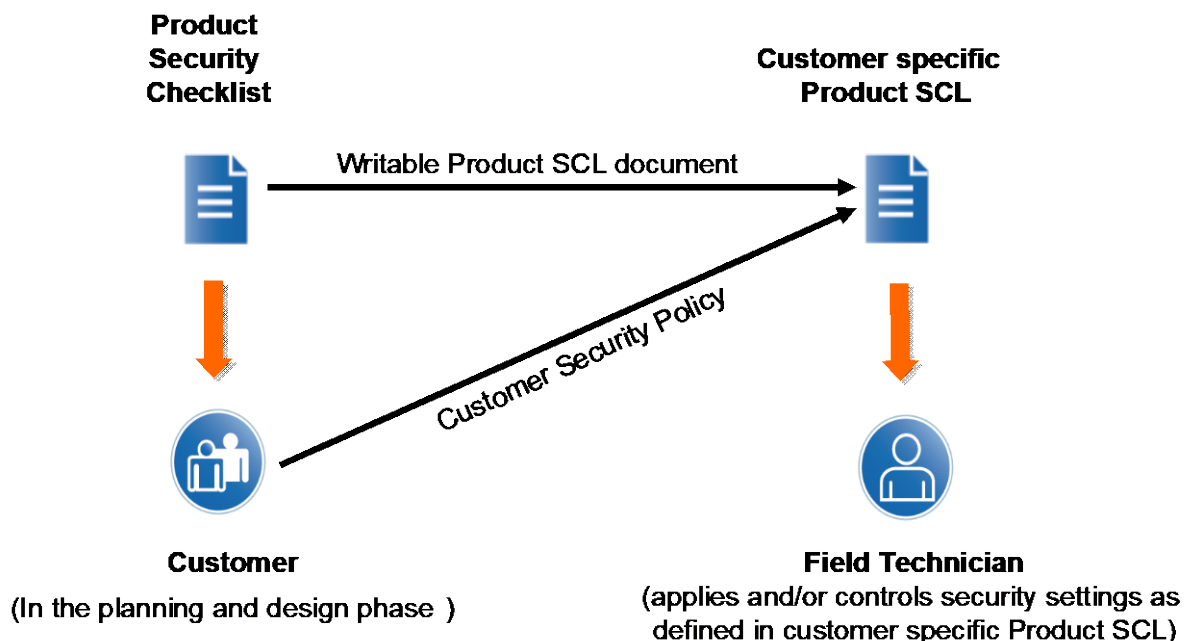 Product
Security
Checklist
Customer specific
Product SCL
Writable Product SCL document
Customer Security Policy
Customer
(In the planning and design phase )
Field Technician
(applies and/or controls security settings as
defined in customer specific Product SCL)